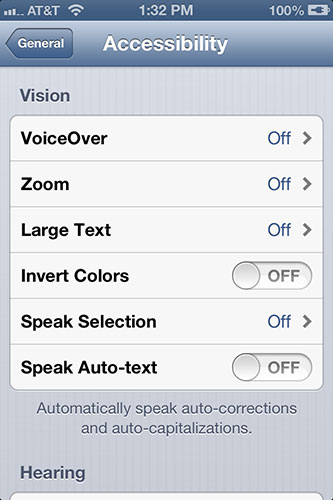 AT&T 1:32 PM 100%
General Accessibility
Vision
VoiceOver Off
Zoom Off
Large Text Off
Invert Colors OFF
Speak Selection Off
Speak Auto-text OFF
Automatically speak auto-corrections
and auto-capitalizations.
Hearing